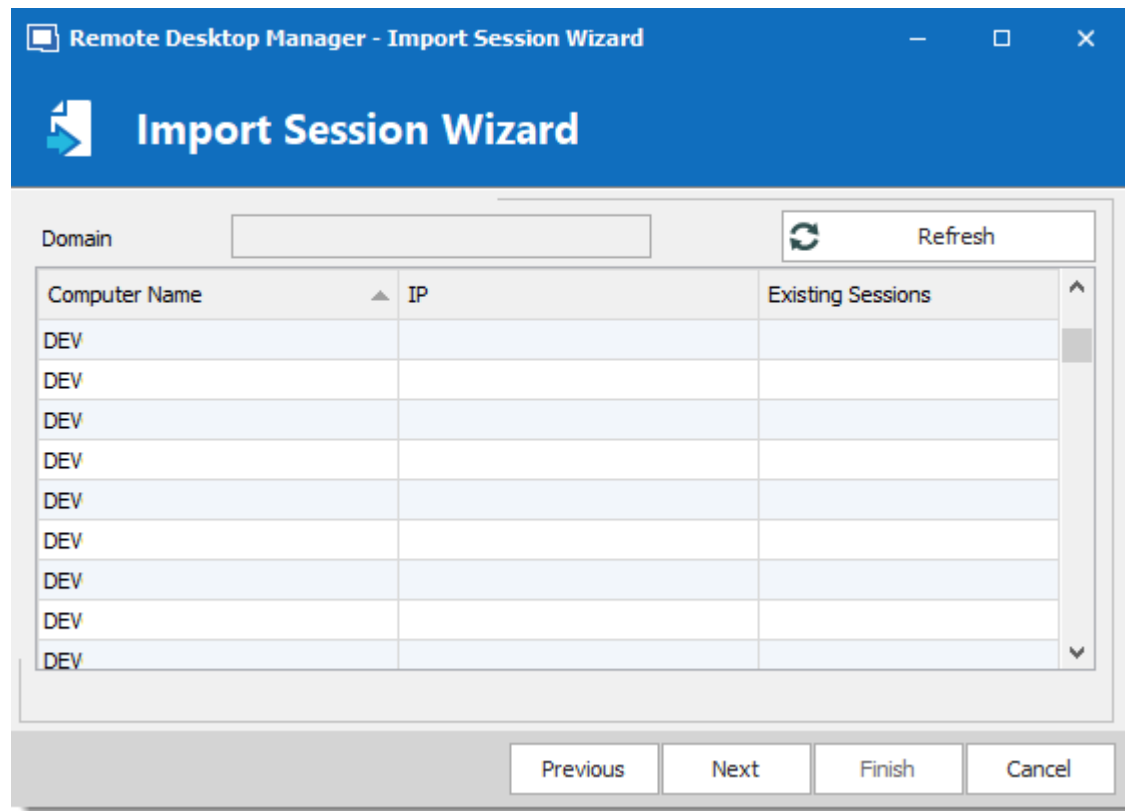 Remote Desktop Manager - Import Session Wizard
Import Session Wizard
Domain Refresh
Computer Name IP Existing Sessions
DEV
DEV
DEV
DEV
DEV
DEV
DEV
DEV
DEV
Previous Next Finish Cancel